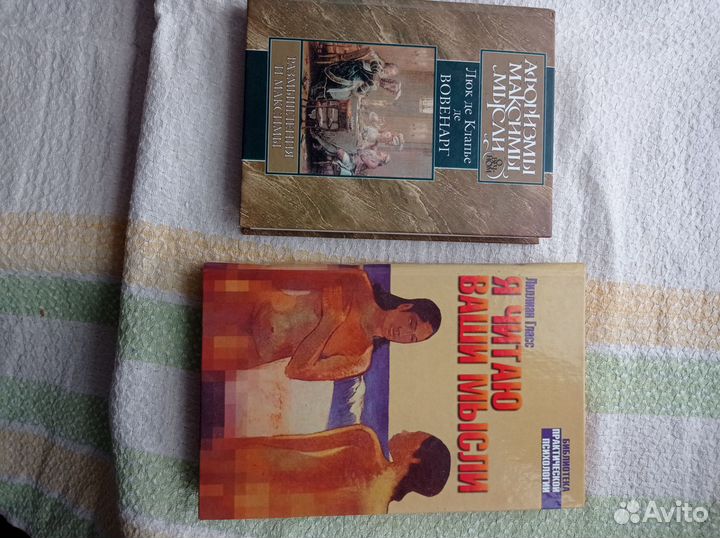 АФОРИЗМЫ
МАКСИМЫ
МЫСЛИ
Люк де Клапье
де
ВОВЕНАРГ
РАЗМЫШЛЕНИЯ
И МАКСИМЫ
БИБЛИОТЕКА
ПРАКТИЧЕСКОЙ
ПСИХОЛОГИИ
Лиллиан Гласс
Я ЧИТАЮ
ВАШИ МЫСЛИ
Avito